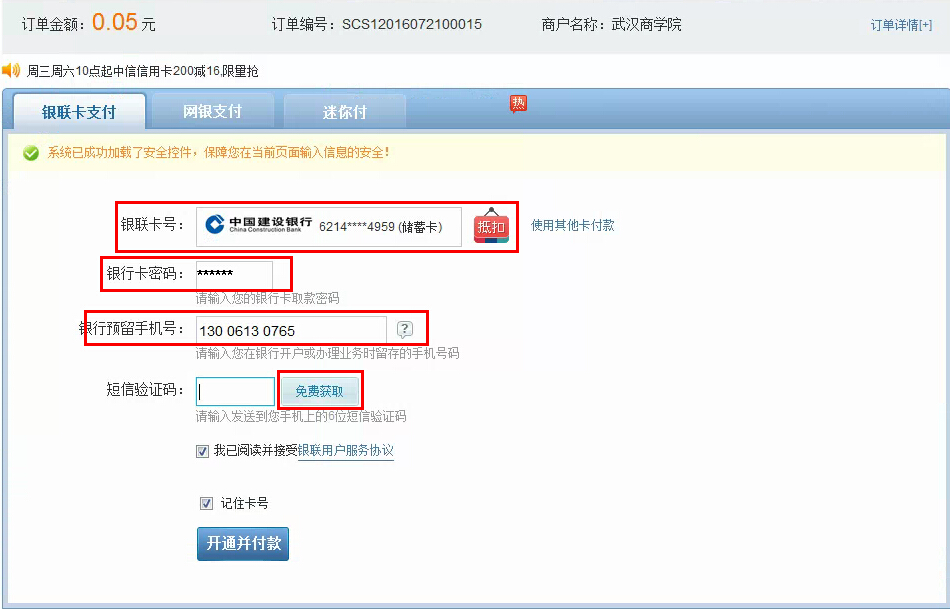 订单金额：0.05 元 订单编号：SCS12016072100015 商户名称：武汉商学院 订单详情[+]
周三周六10点起中信信用卡200减16,限量抢
银联卡支付 网银支付 迷你付 热
系统已成功加载了安全控件，保障您在当前页面输入信息的安全！
银联卡号： 中国建设银行 China Construction Bank 6214****4959 (储蓄卡) 抵扣 使用其他卡付款
银行卡密码： ******
请输入您的银行卡取款密码
银行预留手机号： 130 0613 0765 ?
请输入您在银行开户或办理业务时留存的手机号码
短信验证码： 免费获取
请输入发送到您手机上的6位短信验证码
我已阅读并接受银联用户服务协议
记住卡号
开通并付款